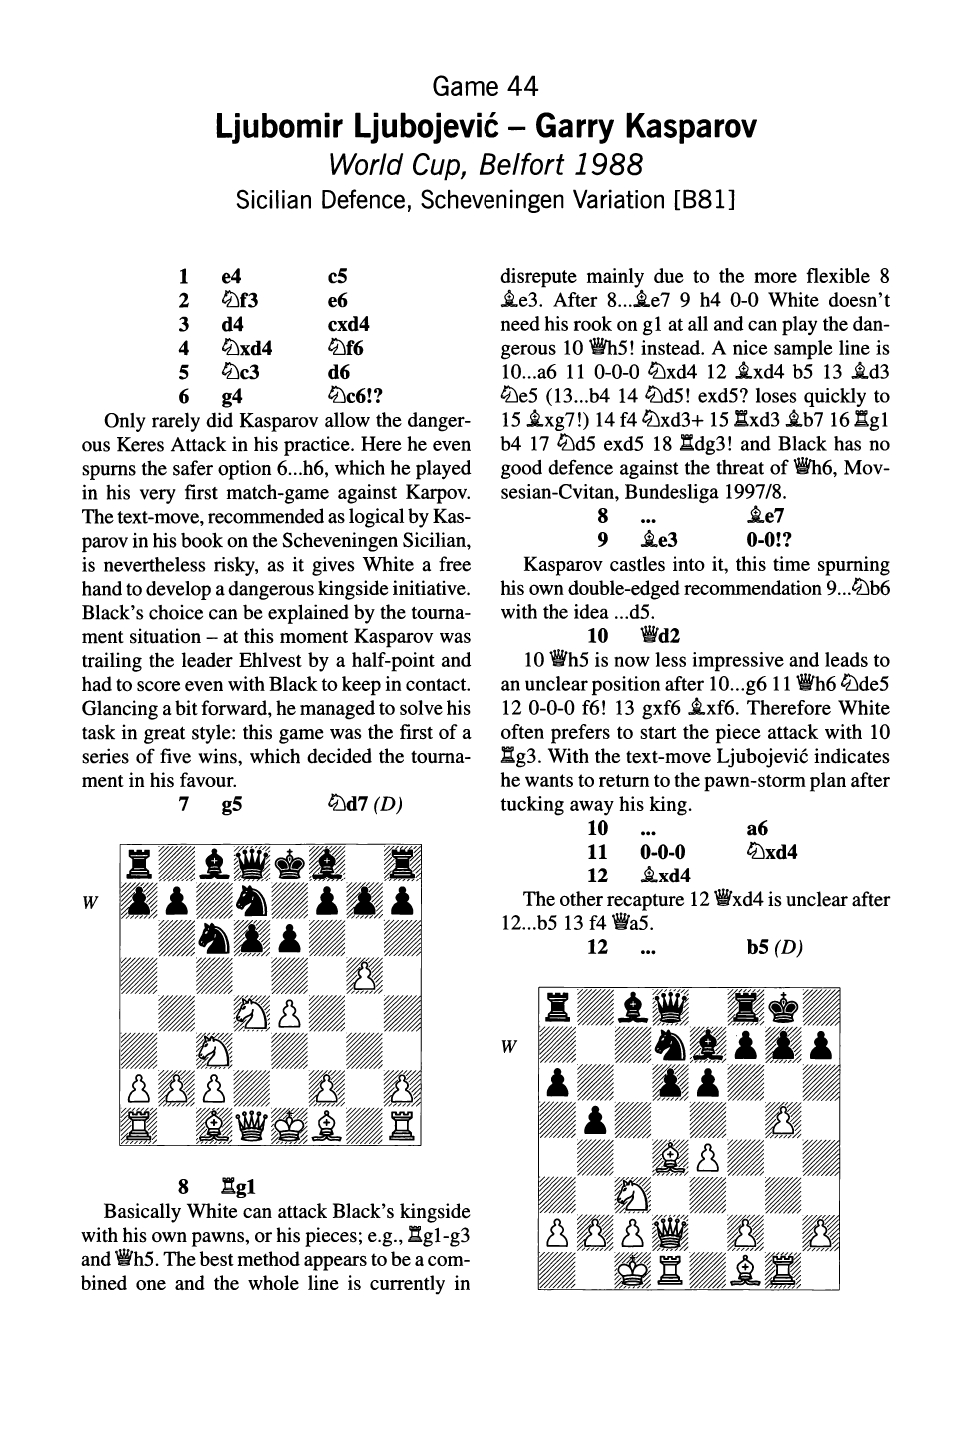 Game 44
Ljubomir Ljubojević – Garry Kasparov
World Cup, Belfort 1988
Sicilian Defence, Scheveningen Variation [B81]
1 e4 c5
2 ♘f3 e6
3 d4 cxd4
4 ♘xd4 ♘f6
5 ♘c3 d6
6 g4 ♘c6!?
Only rarely did Kasparov allow the danger-
ous Keres Attack in his practice. Here he even
spurns the safer option 6...h6, which he played
in his very first match-game against Karpov.
The text-move, recommended as logical by Kas-
parov in his book on the Scheveningen Sicilian,
is nevertheless risky, as it gives White a free
hand to develop a dangerous kingside initiative.
Black's choice can be explained by the tourna-
ment situation – at this moment Kasparov was
trailing the leader Ehlvest by a half-point and
had to score even with Black to keep in contact.
Glancing a bit forward, he managed to solve his
task in great style: this game was the first of a
series of five wins, which decided the tourna-
ment in his favour.
7 g5 ♘d7 (D)
W
8 ♖g1
Basically White can attack Black's kingside
with his own pawns, or his pieces; e.g., ♖g1-g3
and ♕h5. The best method appears to be a com-
bined one and the whole line is currently in
disrepute mainly due to the more flexible 8
♗e3. After 8...♗e7 9 h4 0-0 White doesn't
need his rook on g1 at all and can play the dan-
gerous 10 ♕h5! instead. A nice sample line is
10...a6 11 0-0-0 ♘xd4 12 ♗xd4 b5 13 ♗d3
♘e5 (13...b4 14 ♘d5! exd5? loses quickly to
15 ♗xg7!) 14 f4 ♘xd3+ 15 ♖xd3 ♗b7 16 ♖g1
b4 17 ♘d5 exd5 18 ♖dg3! and Black has no
good defence against the threat of ♕h6, Mov-
sesian-Cvitan, Bundesliga 1997/8.
8 ... ♗e7
9 ♗e3 0-0!?
Kasparov castles into it, this time spurning
his own double-edged recommendation 9...♘b6
with the idea ...d5.
10 ♕d2
10 ♕h5 is now less impressive and leads to
an unclear position after 10...g6 11 ♕h6 ♘de5
12 0-0-0 f6! 13 gxf6 ♗xf6. Therefore White
often prefers to start the piece attack with 10
♖g3. With the text-move Ljubojević indicates
he wants to return to the pawn-storm plan after
tucking away his king.
10 ... a6
11 0-0-0 ♘xd4
12 ♗xd4
The other recapture 12 ♕xd4 is unclear after
12...b5 13 f4 ♕a5.
12 ... b5 (D)
W